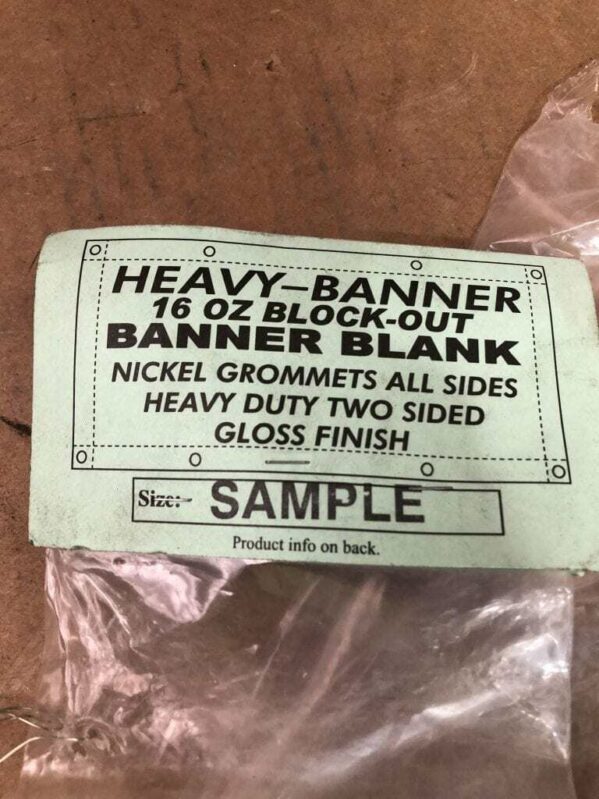 HEAVY-BANNER
16 OZ BLOCK-OUT
BANNER BLANK
NICKEL GROMMETS ALL SIDES
HEAVY DUTY TWO SIDED
GLOSS FINISH
Size:- SAMPLE
Product info on back.